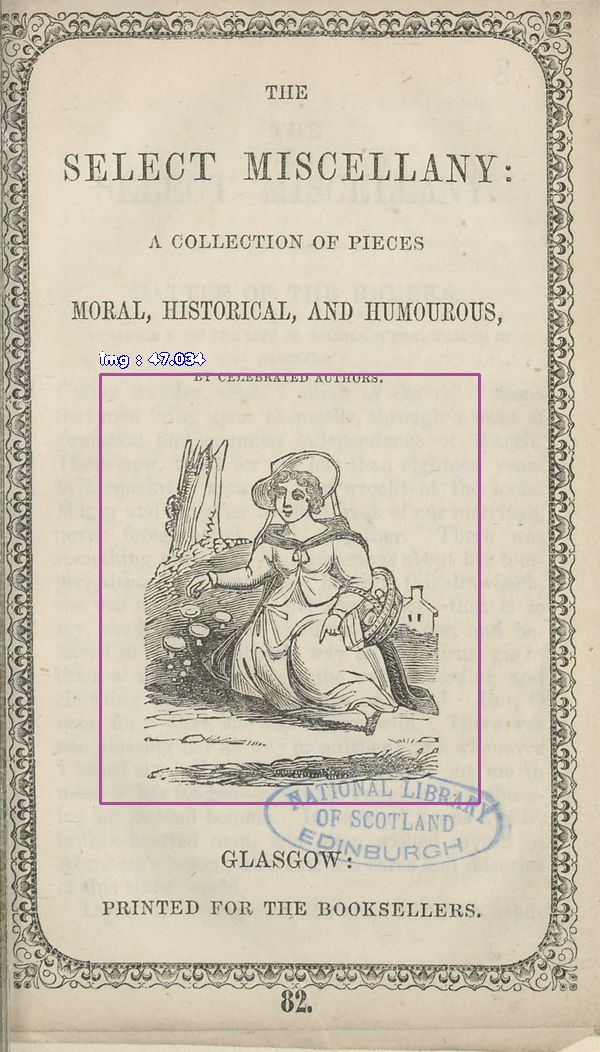 THE
SELECT MISCELLANY:
A COLLECTION OF PIECES
MORAL, HISTORICAL, AND HUMOUROUS,
img : 47.034
BY CELEBRATED AUTHORS.
NATIONAL LIBRARY
OF SCOTLAND
EDINBURGH
GLASGOW:
PRINTED FOR THE BOOKSELLERS.
82.